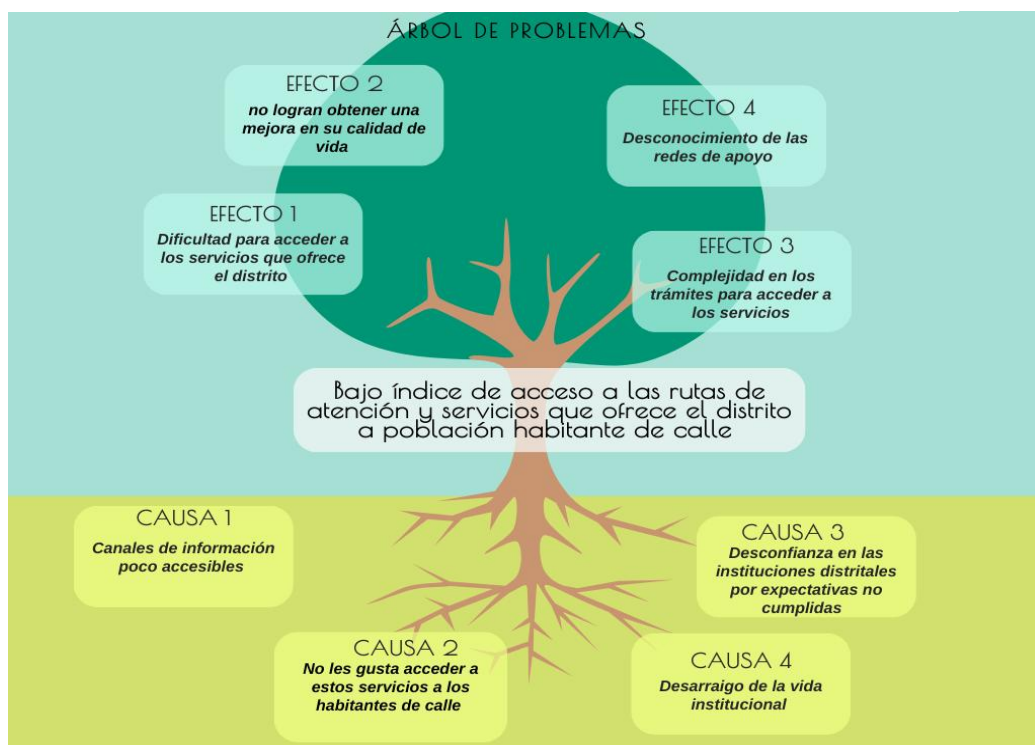 ÁRBOL DE PROBLEMAS
EFECTO 2
no logran obtener una
mejora en su calidad de
vida
EFECTO 4
Desconocimiento de las
redes de apoyo
EFECTO 1
Dificultad para acceder a
los servicios que ofrece
el distrito
EFECTO 3
Complejidad en los
trámites para acceder a
los servicios
Bajo índice de acceso a las rutas de
atención y servicios que ofrece el distrito
a población habitante de calle
CAUSA 1
Canales de información
poco accesibles
CAUSA 3
Desconfianza en las
instituciones distritales
por expectativas no
cumplidas
CAUSA 2
No les gusta acceder a
estos servicios a los
habitantes de calle
CAUSA 4
Desarraigo de la vida
institucional